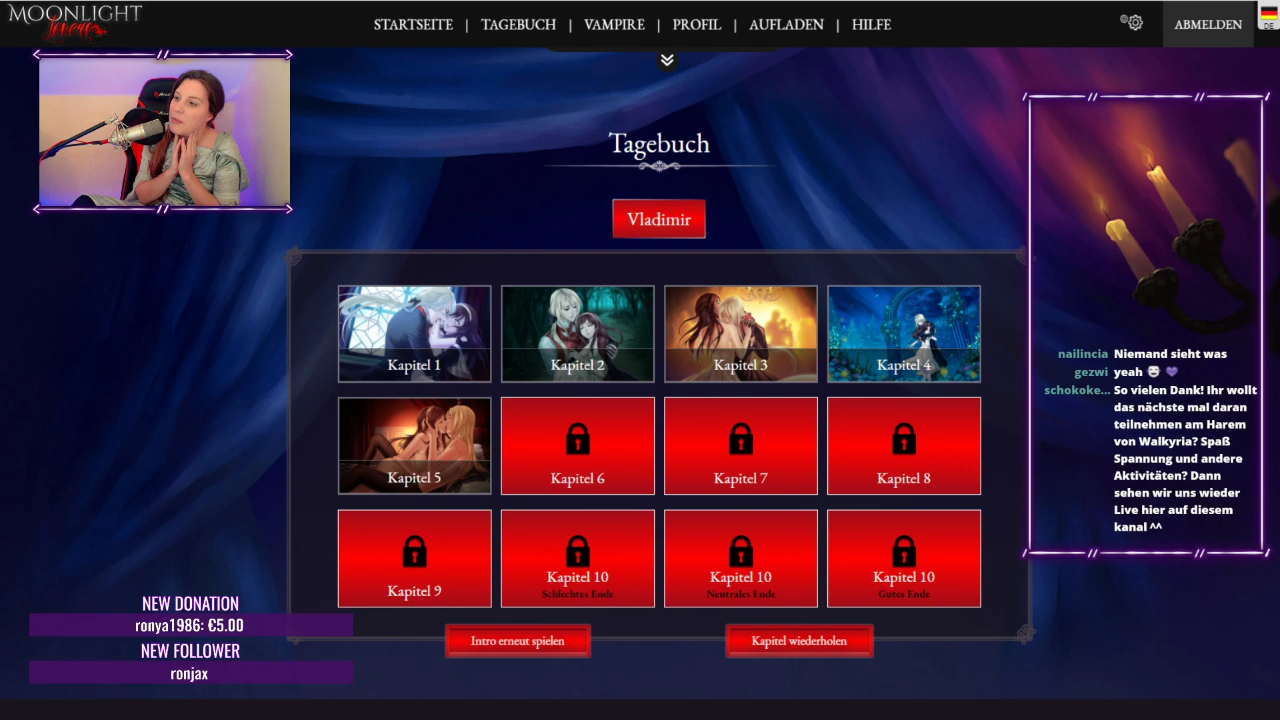 MOONLIGHT
Lovers
STARTSEITE | TAGEBUCH | VAMPIRE | PROFIL | AUFLADEN | HILFE
ABMELDEN
DE
Tagebuch
Vladimir
Kapitel 1
Kapitel 2
Kapitel 3
Kapitel 4
Kapitel 5
Kapitel 6
Kapitel 7
Kapitel 8
Kapitel 9
Kapitel 10
Schlechtes Ende
Kapitel 10
Neutrales Ende
Kapitel 10
Gutes Ende
Intro erneut spielen
Kapitel wiederholen
nailincia Niemand sieht was
gezwi yeah
schokoke... So vielen Dank! Ihr wollt
das nächste mal daran
teilnehmen am Harem
von Walkyria? Spaß
Spannung und andere
Aktivitäten? Dann
sehen wir uns wieder
Live hier auf diesem
kanal ^^
NEW DONATION
ronya1986: €5.00
NEW FOLLOWER
ronjax